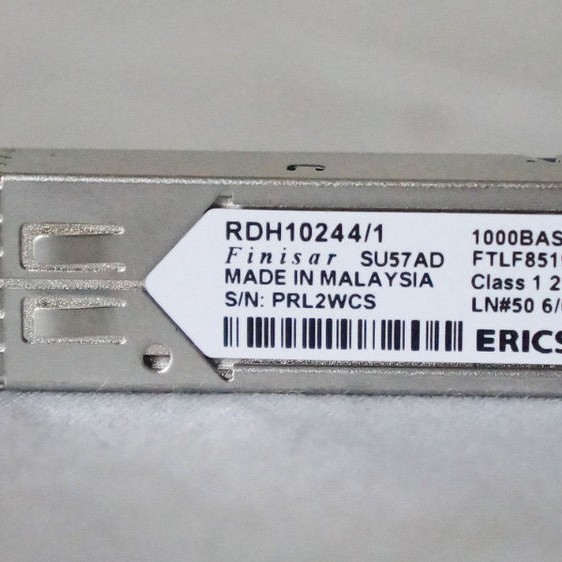 RDH10244/1 1000BAS
Finisar SU57AD FTLF851
MADE IN MALAYSIA Class 1 2
S/N: PRL2WCS LN#50 6/
ERICS